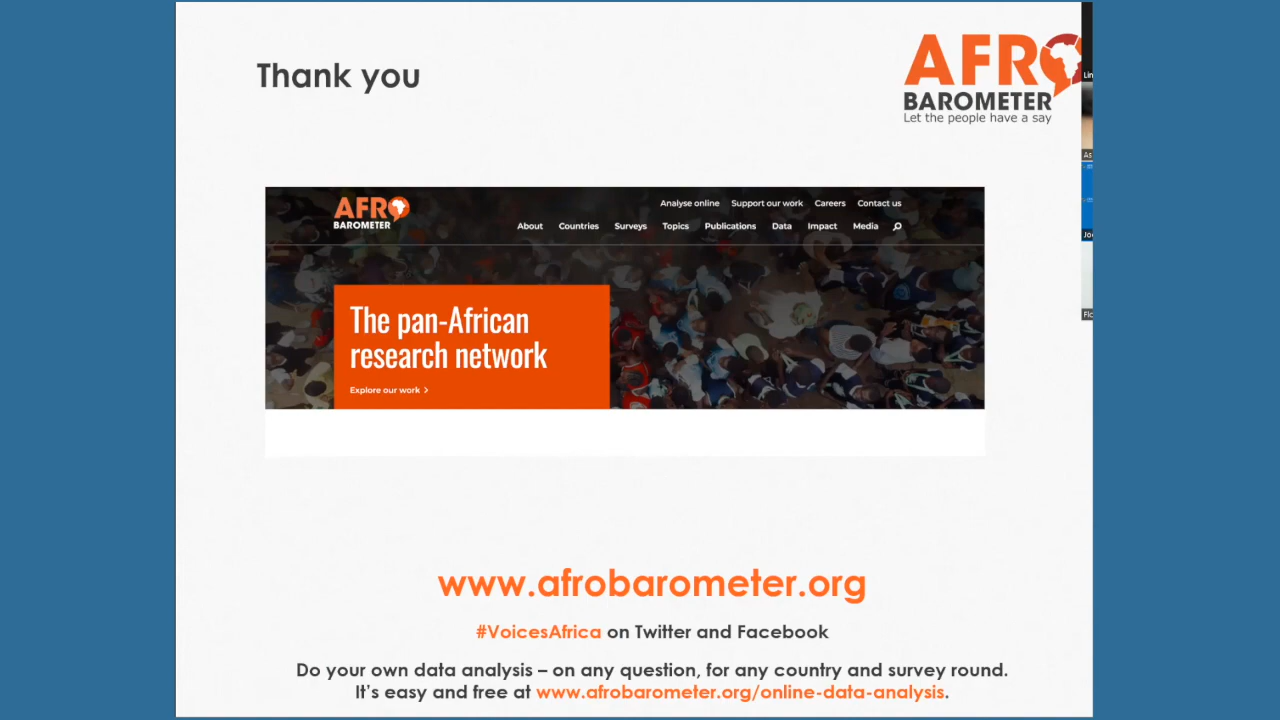 Thank you
AFRO
BAROMETER
Let the people have a say
AFRO
BAROMETER
Analyse online Support our work Careers Contact us
About Countries Surveys Topics Publications Data Impact Media
The pan-African
research network
Explore our work >
www.afrobarometer.org
#VoicesAfrica on Twitter and Facebook
Do your own data analysis – on any question, for any country and survey round.
It's easy and free at www.afrobarometer.org/online-data-analysis.